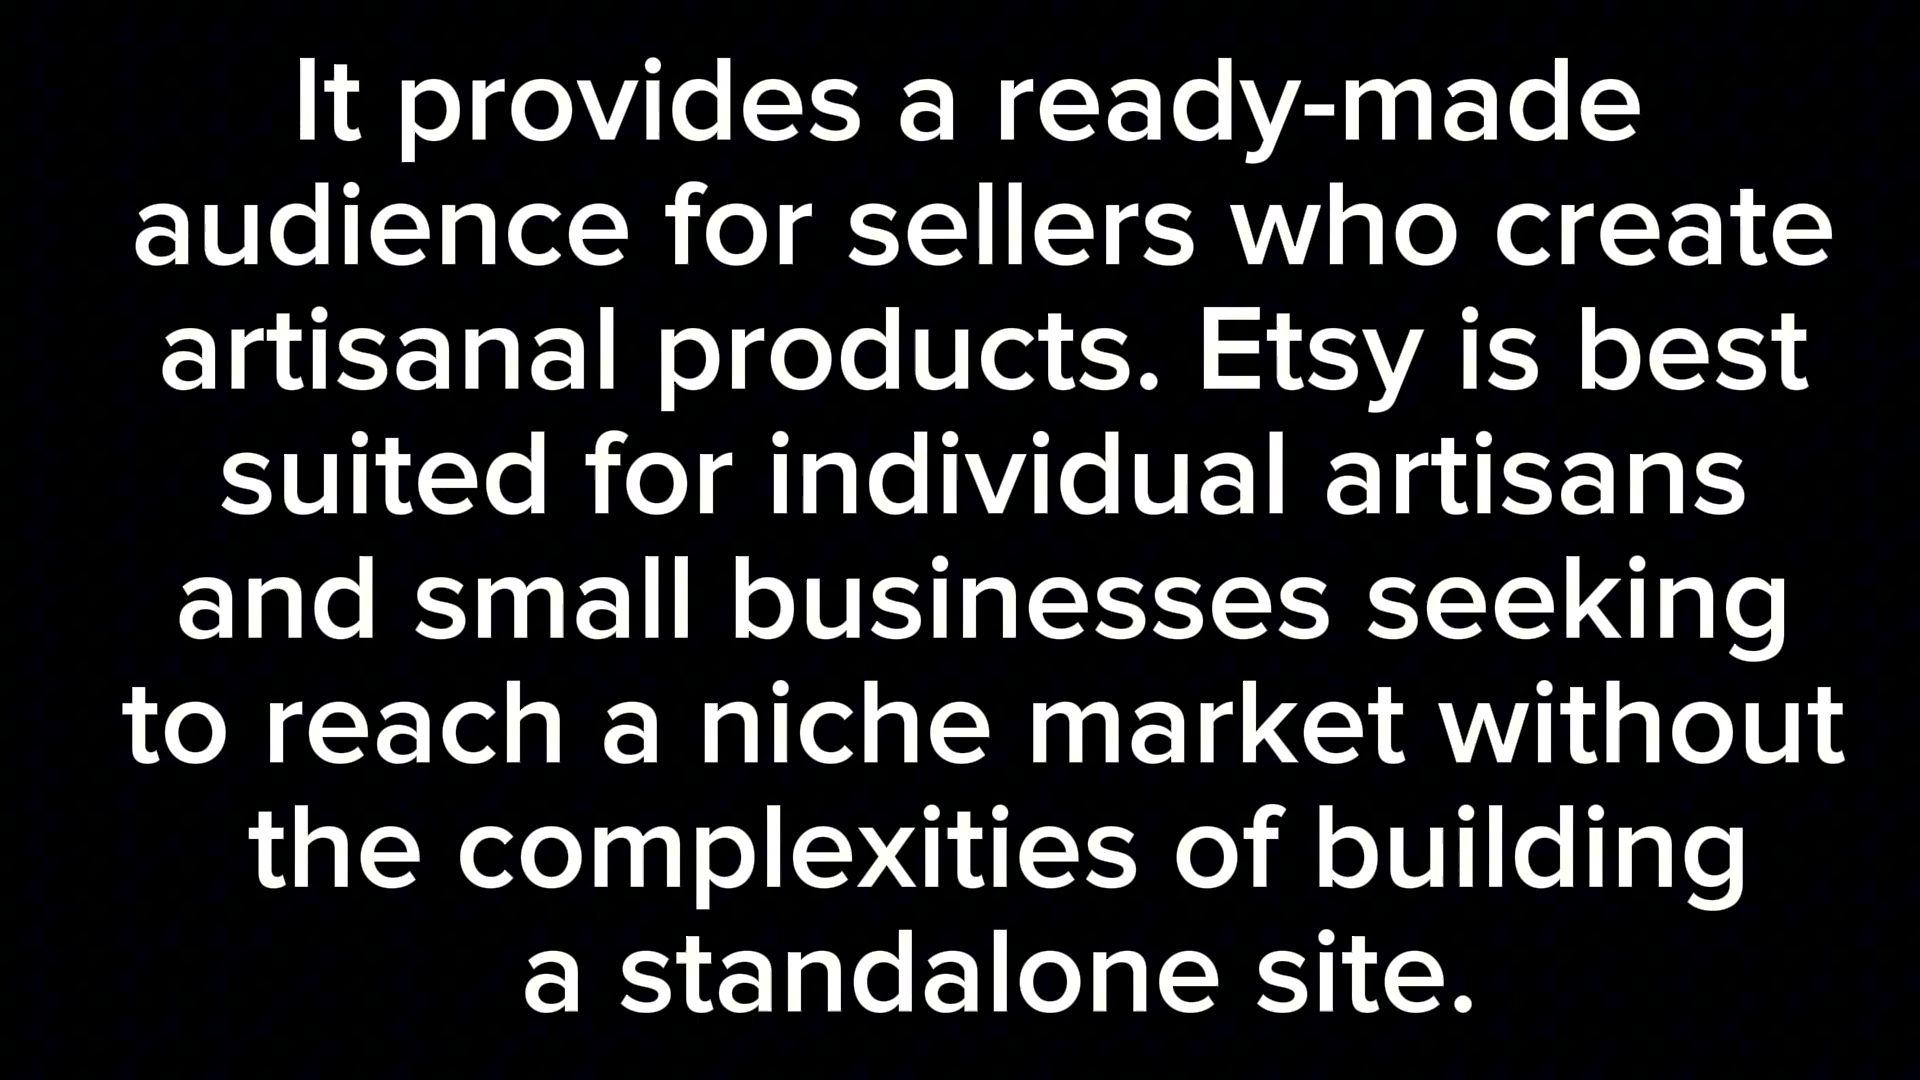 It provides a ready-made
audience for sellers who create
artisanal products. Etsy is best
suited for individual artisans
and small businesses seeking
to reach a niche market without
the complexities of building
a standalone site.